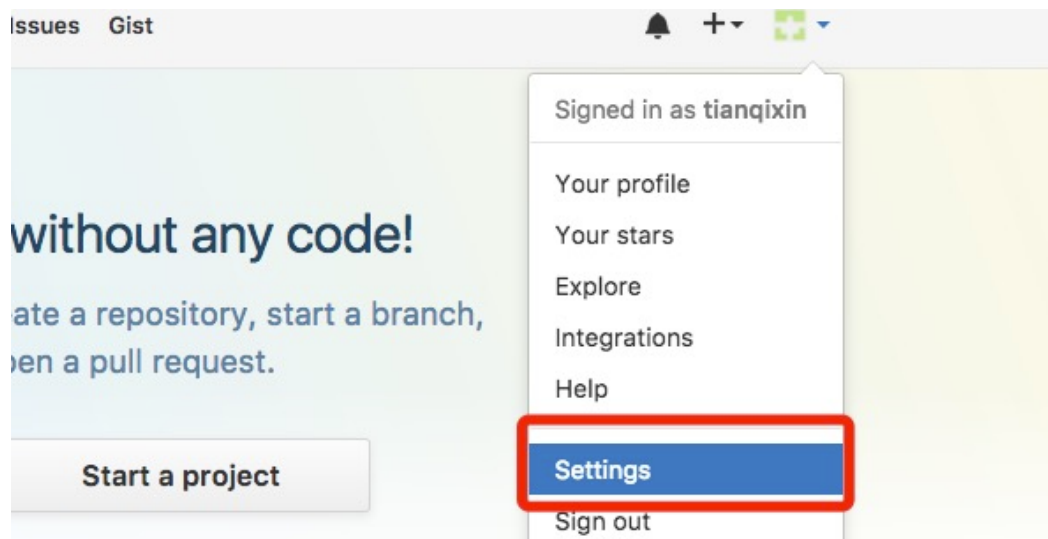 Issues Gist
Signed in as tianqixin
Your profile
without any code!
Your stars
Explore
ate a repository, start a branch,
Integrations
en a pull request.
Help
Start a project
Settings
Sign out